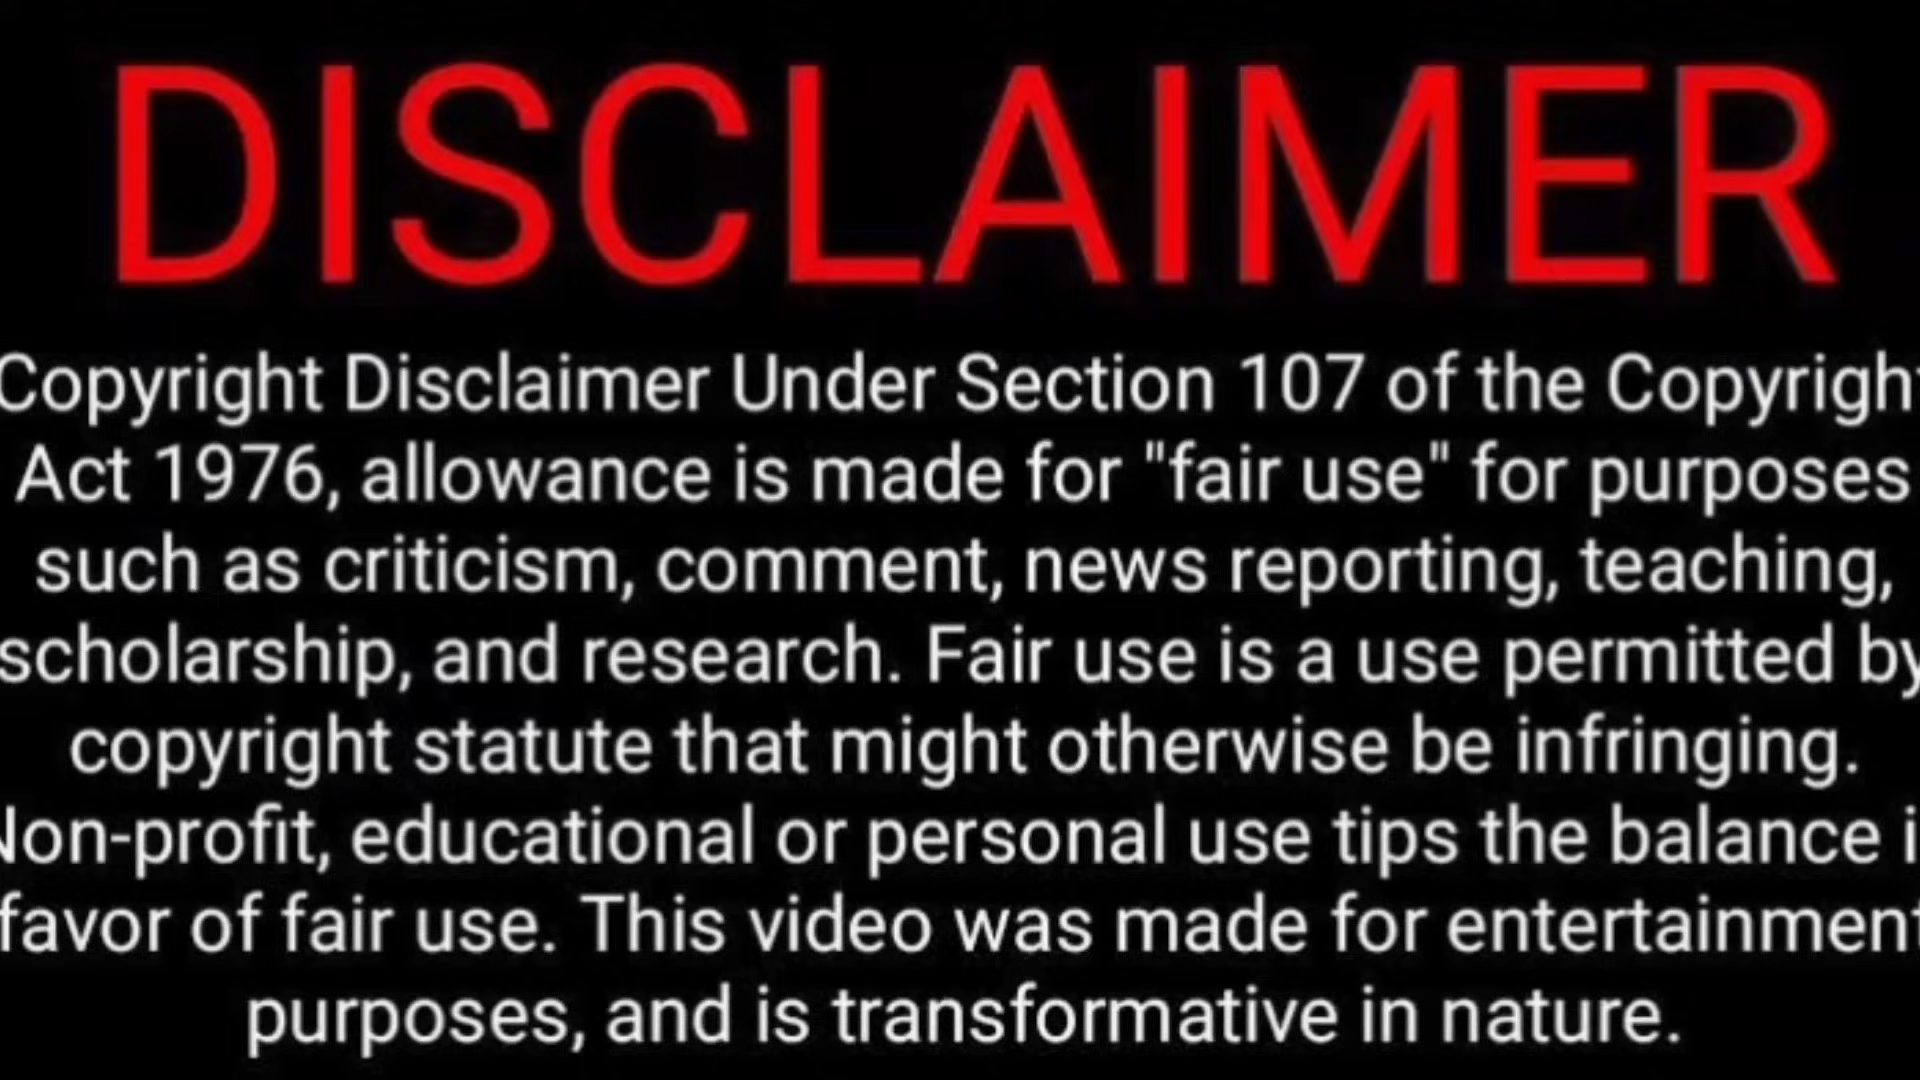 DISCLAIMER
Copyright Disclaimer Under Section 107 of the Copyright
Act 1976, allowance is made for "fair use" for purposes
such as criticism, comment, news reporting, teaching,
scholarship, and research. Fair use is a use permitted by
copyright statute that might otherwise be infringing.
Non-profit, educational or personal use tips the balance i
favor of fair use. This video was made for entertainment
purposes, and is transformative in nature.